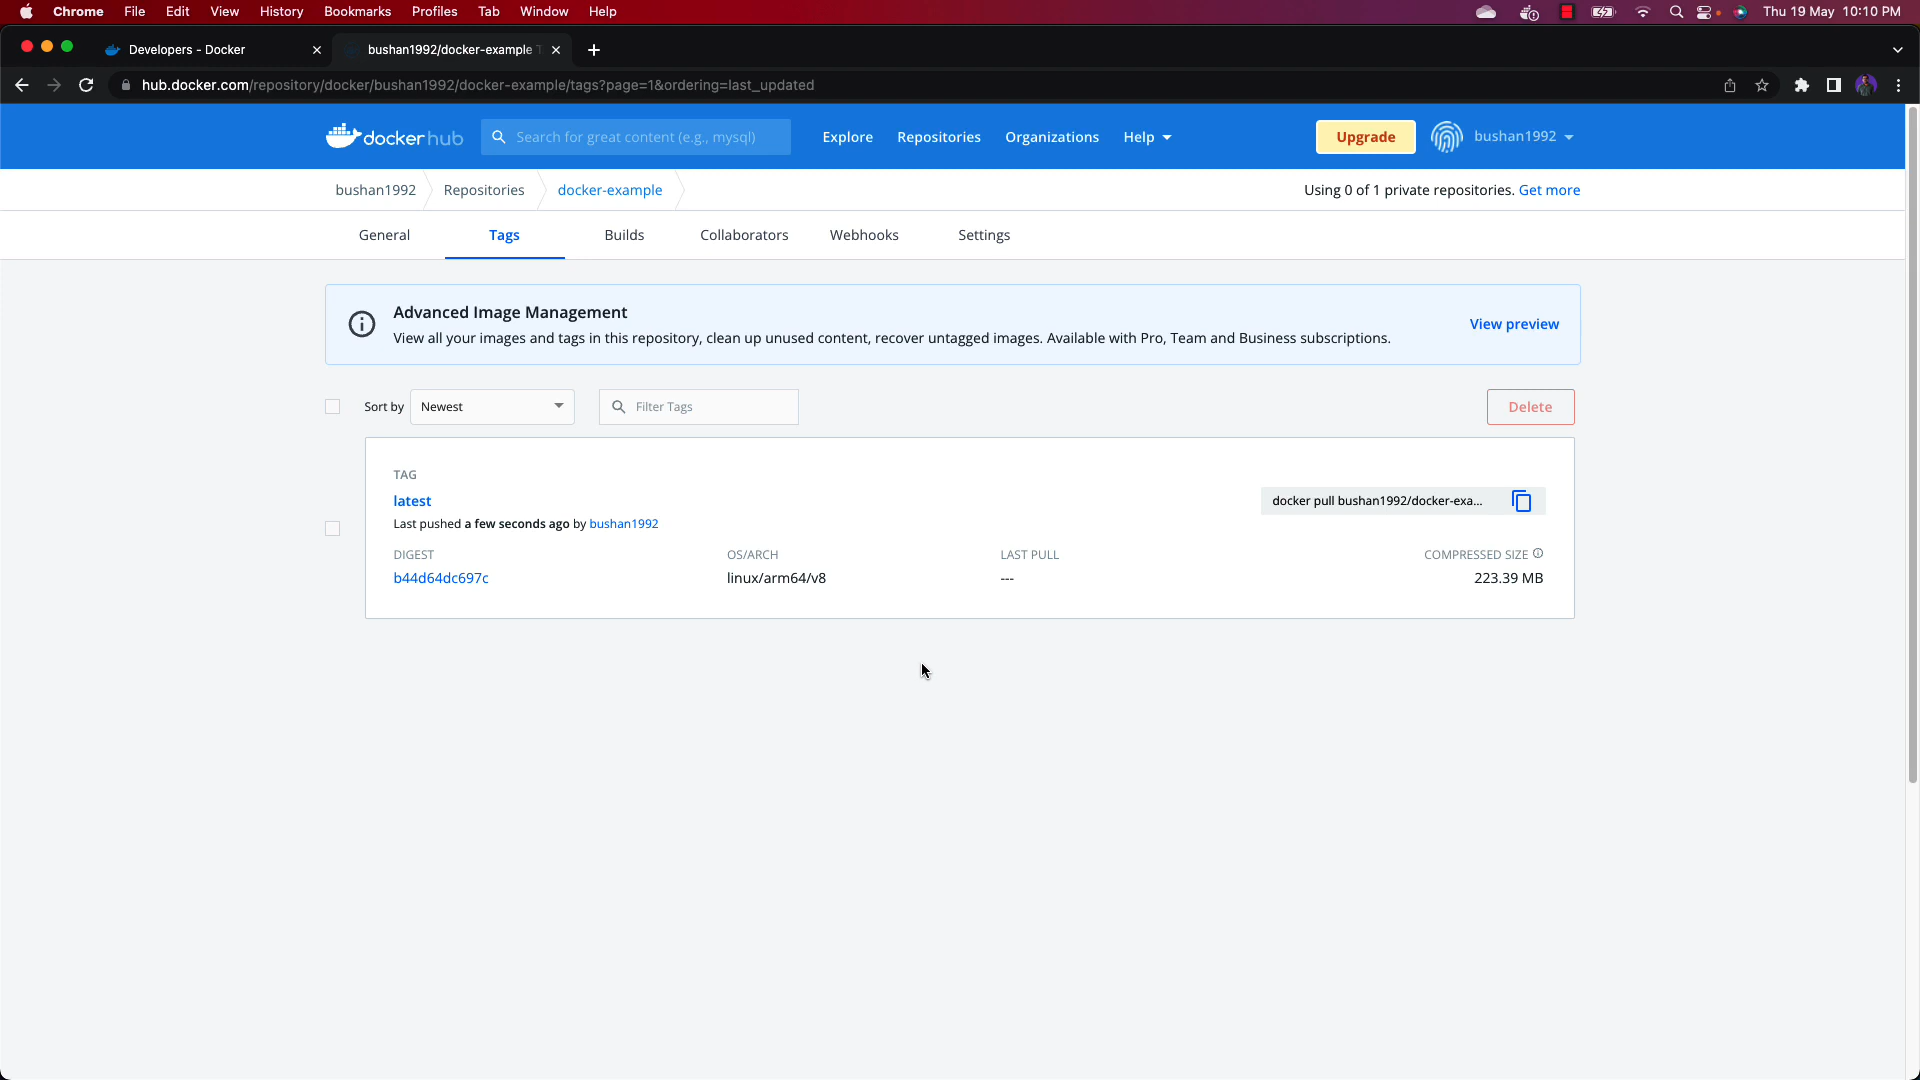 Chrome File Edit View History Bookmarks Profiles Tab Window Help Thu 19 May 10:10 PM
Developers - Docker bushan1992/docker-example
hub.docker.com/repository/docker/bushan1992/docker-example/tags?page=1&ordering=last_updated
dockerhub Search for great content (e.g., mysql) Explore Repositories Organizations Help Upgrade bushan1992
bushan1992 Repositories docker-example Using 0 of 1 private repositories. Get more
General Tags Builds Collaborators Webhooks Settings
Advanced Image Management
View all your images and tags in this repository, clean up unused content, recover untagged images. Available with Pro, Team and Business subscriptions.
View preview
Sort by Newest Filter Tags Delete
TAG
latest docker pull bushan1992/docker-exa...
Last pushed a few seconds ago by bushan1992
DIGEST OS/ARCH LAST PULL COMPRESSED SIZE
b44d64dc697c linux/arm64/v8 --- 223.39 MB